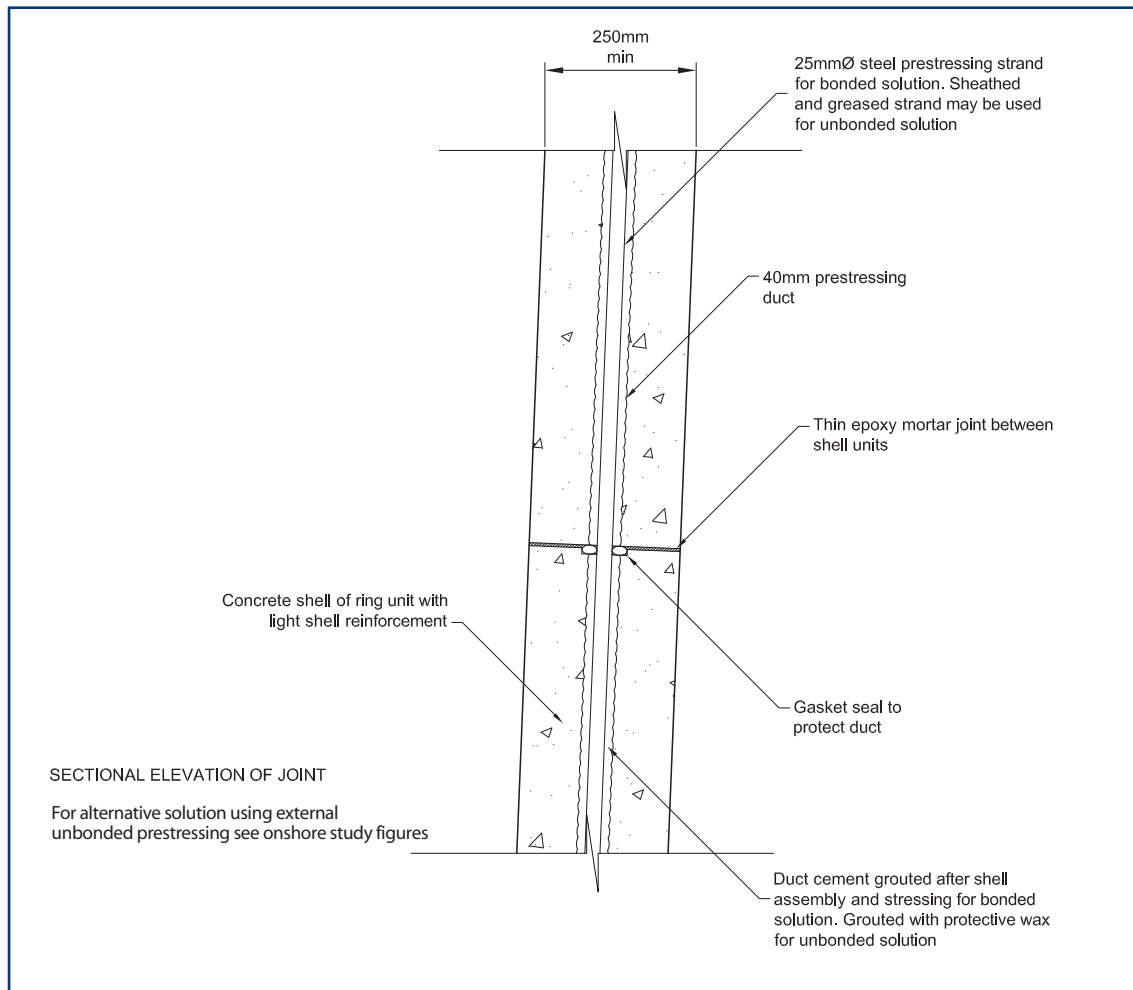 250mm
min
25mmØ steel prestressing strand
for bonded solution. Sheathed
and greased strand may be used
for unbonded solution
40mm prestressing
duct
Thin epoxy mortar joint between
shell units
Concrete shell of ring unit with
light shell reinforcement
Gasket seal to
protect duct
SECTIONAL ELEVATION OF JOINT
For alternative solution using external
unbonded prestressing see onshore study figures
Duct cement grouted after shell
assembly and stressing for bonded
solution. Grouted with protective wax
for unbonded solution